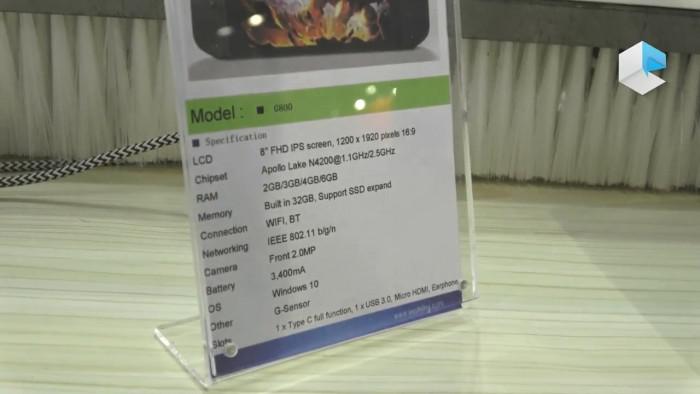 Model : ■ G800
■ Specification
LCD 8" FHD IPS screen, 1200 x 1920 pixels 16:9
Chipset Apollo Lake N4200@1.1GHz/2.5GHz
RAM 2GB/3GB/4GB/6GB
Memory Built in 32GB, Support SSD expand
Connection WIFI, BT
Networking IEEE 802.11 b/g/n
Camera Front 2.0MP
Battery 3,400mA
OS Windows 10
Other G-Sensor
Slots 1 x Type C full function, 1 x USB 3.0, Micro HDMI, Earphone